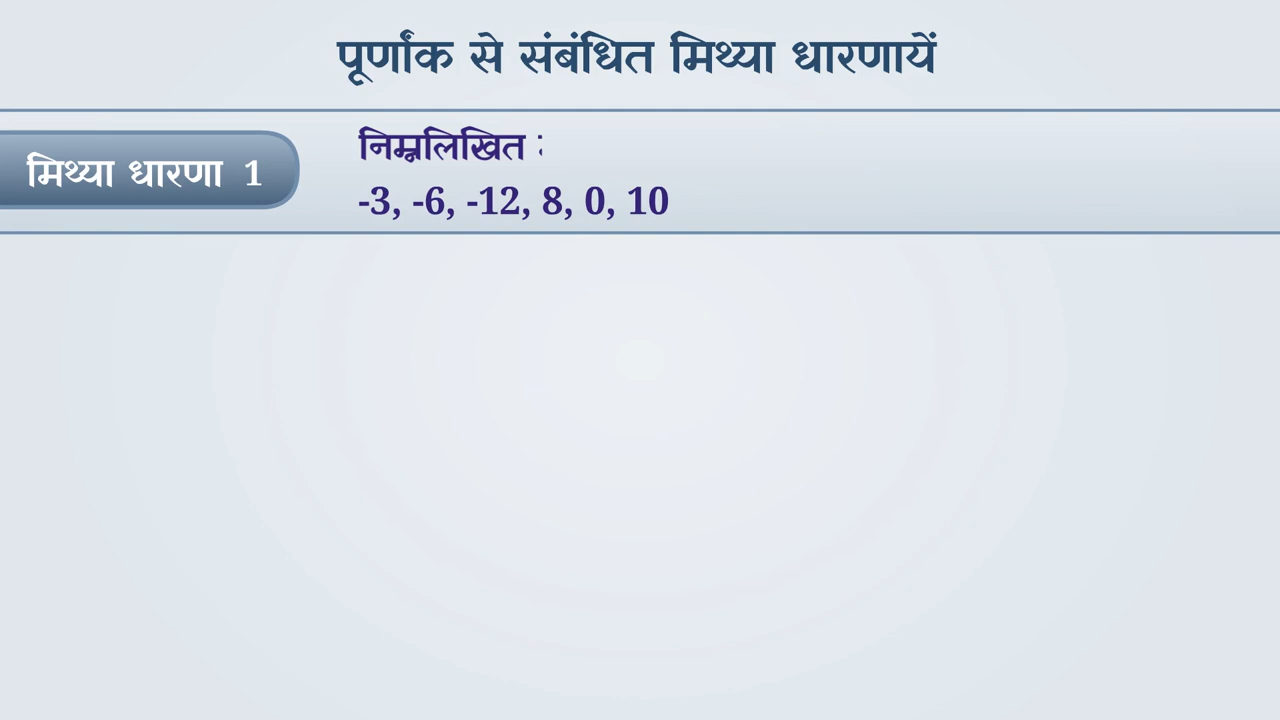 पूर्णांक से संबंधित मिथ्या धारणायें
मिथ्या धारणा 1
निम्नलिखित :
-3, -6, -12, 8, 0, 10